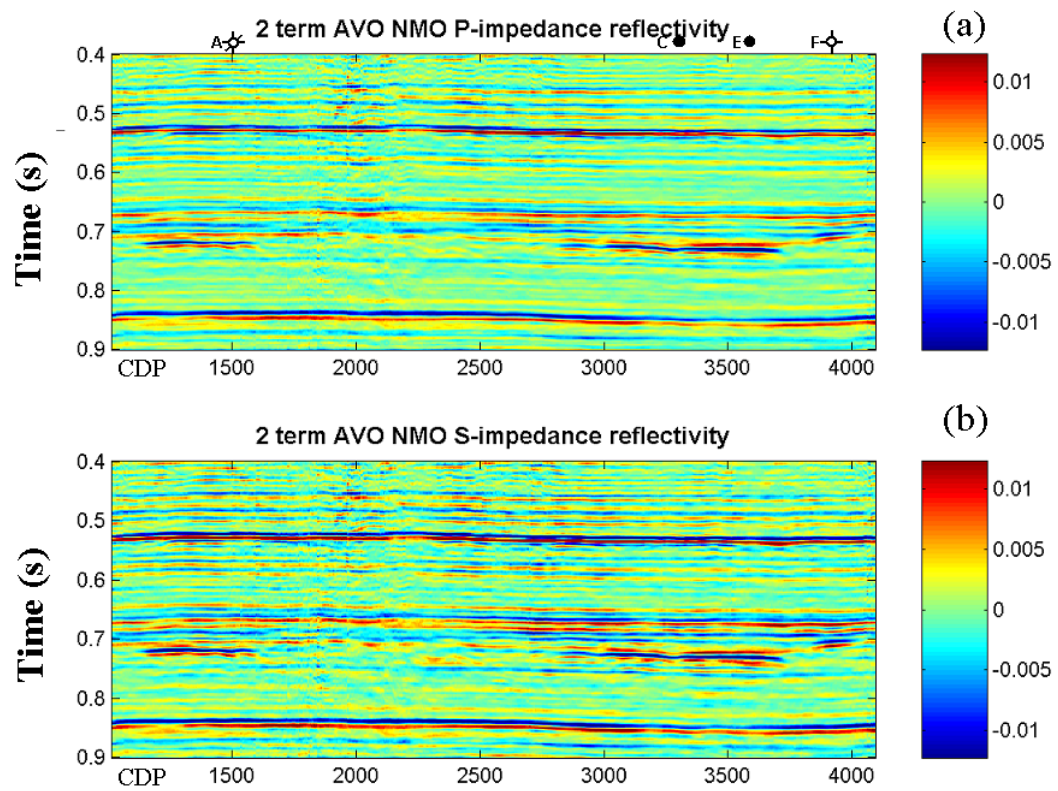 2 term AVO NMO P-impedance reflectivity
(a)
A C E F
0.4
0.5
0.6
0.7
0.8
0.9
Time (s)
CDP 1500 2000 2500 3000 3500 4000
0.01
0.005
0
-0.005
-0.01
2 term AVO NMO S-impedance reflectivity
(b)
0.4
0.5
0.6
0.7
0.8
0.9
Time (s)
CDP 1500 2000 2500 3000 3500 4000
0.01
0.005
0
-0.005
-0.01